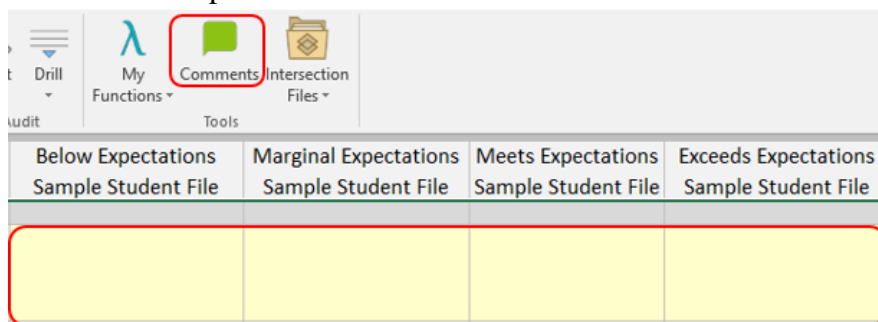 Drill
My Functions
Comments
Intersection Files
Tools
Below Expectations Marginal Expectations Meets Expectations Exceeds Expectations
Sample Student File Sample Student File Sample Student File Sample Student File